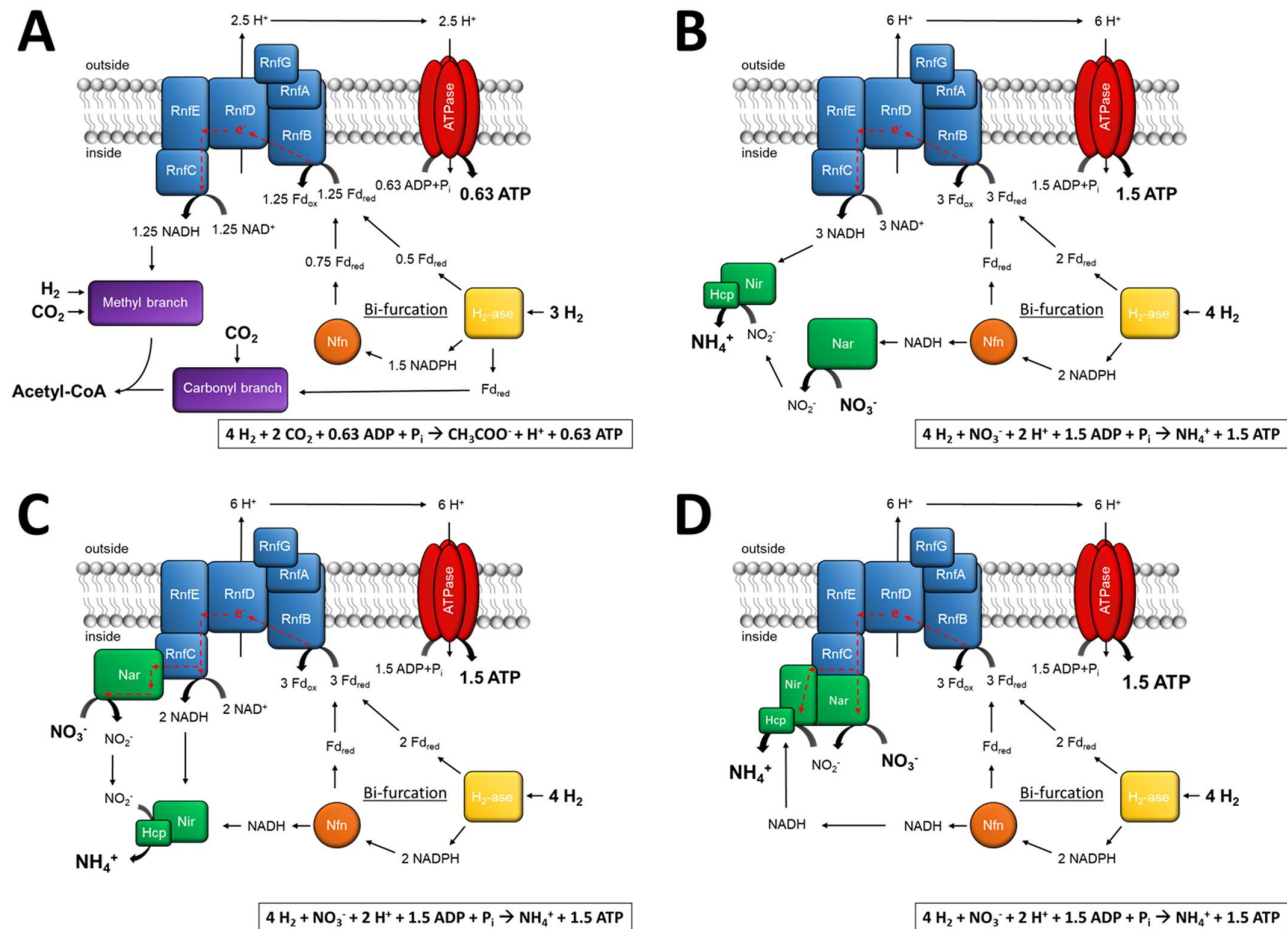 A
2.5 H⁺
2.5 H⁺
outside
inside
RnfG
RnfA
RnfE
RnfD
RnfB
RnfC
e⁻
ATPase
1.25 Fdox
1.25 Fdred
0.63 ADP+Pi
0.63 ATP
1.25 NADH
1.25 NAD⁺
0.75 Fdred
0.5 Fdred
H₂
CO₂
Methyl branch
Bi-furcation
H₂-ase
3 H₂
Nfn
1.5 NADPH
CO₂
Fdred
Acetyl-CoA
Carbonyl branch
4 H₂ + 2 CO₂ + 0.63 ADP + Pi → CH₃COO⁻ + H⁺ + 0.63 ATP
B
6 H⁺
6 H⁺
outside
inside
RnfG
RnfA
RnfE
RnfD
RnfB
RnfC
e⁻
ATPase
3 Fdox
3 Fdred
1.5 ADP+Pi
1.5 ATP
3 NADH
3 NAD⁺
Fdred
2 Fdred
Nir
Hcp
NH₄⁺
NO₂⁻
Bi-furcation
H₂-ase
4 H₂
Nar
NADH
Nfn
2 NADPH
NO₂⁻
NO₃⁻
4 H₂ + NO₃⁻ + 2 H⁺ + 1.5 ADP + Pi → NH₄⁺ + 1.5 ATP
C
6 H⁺
6 H⁺
outside
inside
RnfG
RnfA
RnfE
RnfD
RnfB
RnfC
e⁻
ATPase
Nar
3 Fdox
3 Fdred
1.5 ADP+Pi
1.5 ATP
2 NADH
2 NAD⁺
NO₃⁻
NO₂⁻
Fdred
2 Fdred
NO₂⁻
Nir
Hcp
NH₄⁺
Bi-furcation
H₂-ase
4 H₂
NADH
Nfn
2 NADPH
4 H₂ + NO₃⁻ + 2 H⁺ + 1.5 ADP + Pi → NH₄⁺ + 1.5 ATP
D
6 H⁺
6 H⁺
outside
inside
RnfG
RnfA
RnfE
RnfD
RnfB
RnfC
e⁻
ATPase
Nir
Nar
Hcp
3 Fdox
3 Fdred
1.5 ADP+Pi
1.5 ATP
NH₄⁺
NO₂⁻
NO₃⁻
Fdred
2 Fdred
Bi-furcation
H₂-ase
4 H₂
NADH
NADH
Nfn
2 NADPH
4 H₂ + NO₃⁻ + 2 H⁺ + 1.5 ADP + Pi → NH₄⁺ + 1.5 ATP